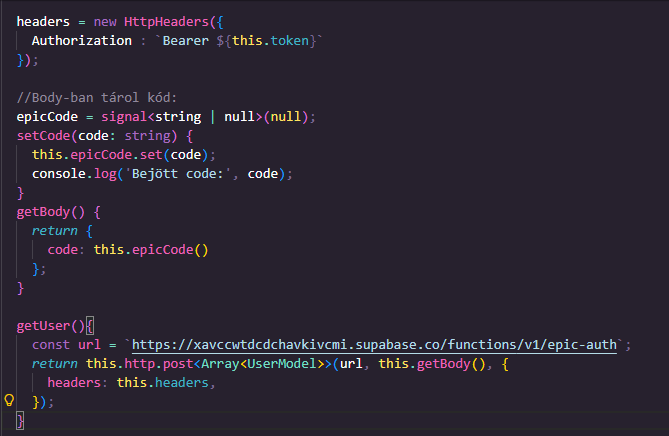 headers = new HttpHeaders({
  Authorization : `Bearer ${this.token}`
});

//Body-ban tárol kód:
epicCode = signal<string | null>(null);
setCode(code: string) {
  this.epicCode.set(code);
  console.log('Bejött code:', code);
}
getBody() {
  return {
    code: this.epicCode()
  };
}

getUser(){
  const url = `https://xavccwtdcdchavkivcmi.supabase.co/functions/v1/epic-auth`;
  return this.http.post<Array<UserModel>>(url, this.getBody(), {
    headers: this.headers,
  });
}